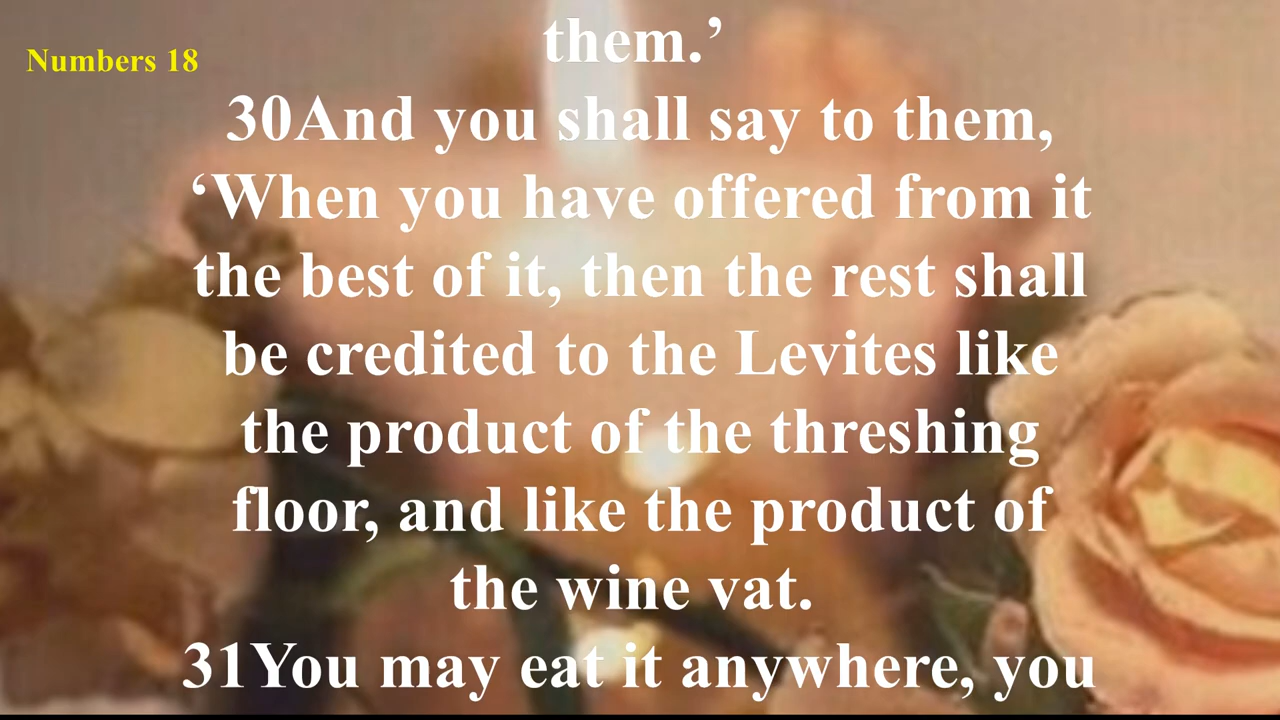 Numbers 18
them.’
30And you shall say to them,
‘When you have offered from it
the best of it, then the rest shall
be credited to the Levites like
the product of the threshing
floor, and like the product of
the wine vat.
31You may eat it anywhere, you